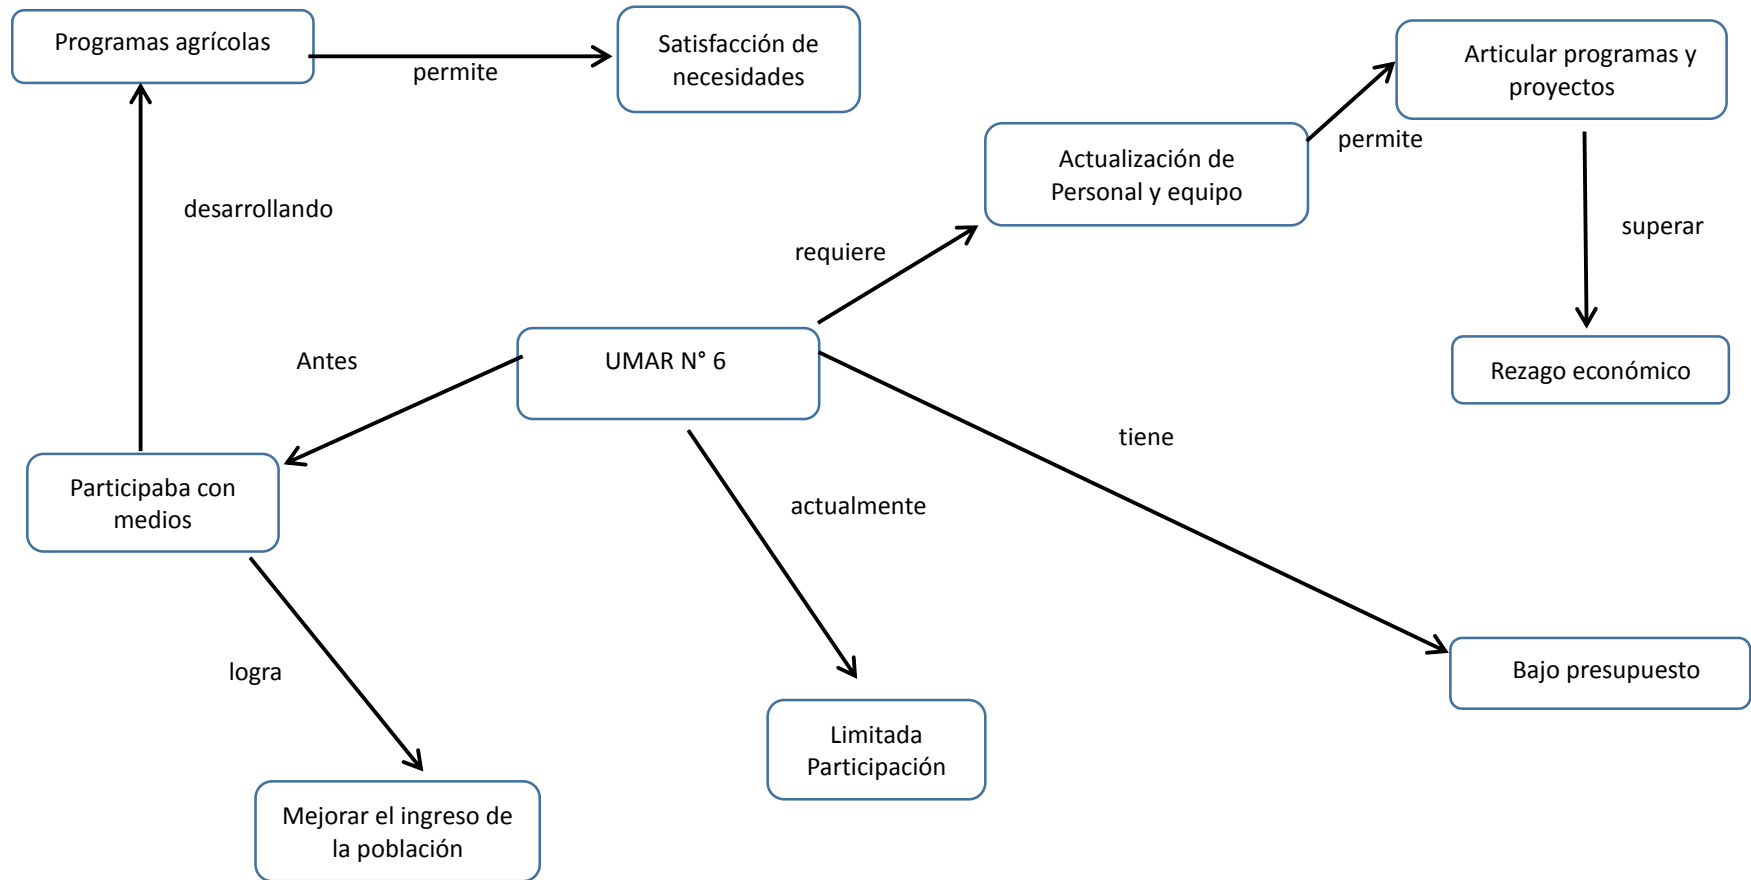 Programas agrícolas
permite
Satisfacción de
necesidades
Articular programas y
proyectos
permite
Actualización de
Personal y equipo
desarrollando
superar
requiere
Antes
UMAR N° 6
Rezago económico
tiene
Participaba con
medios
actualmente
logra
Bajo presupuesto
Limitada
Participación
Mejorar el ingreso de
la población